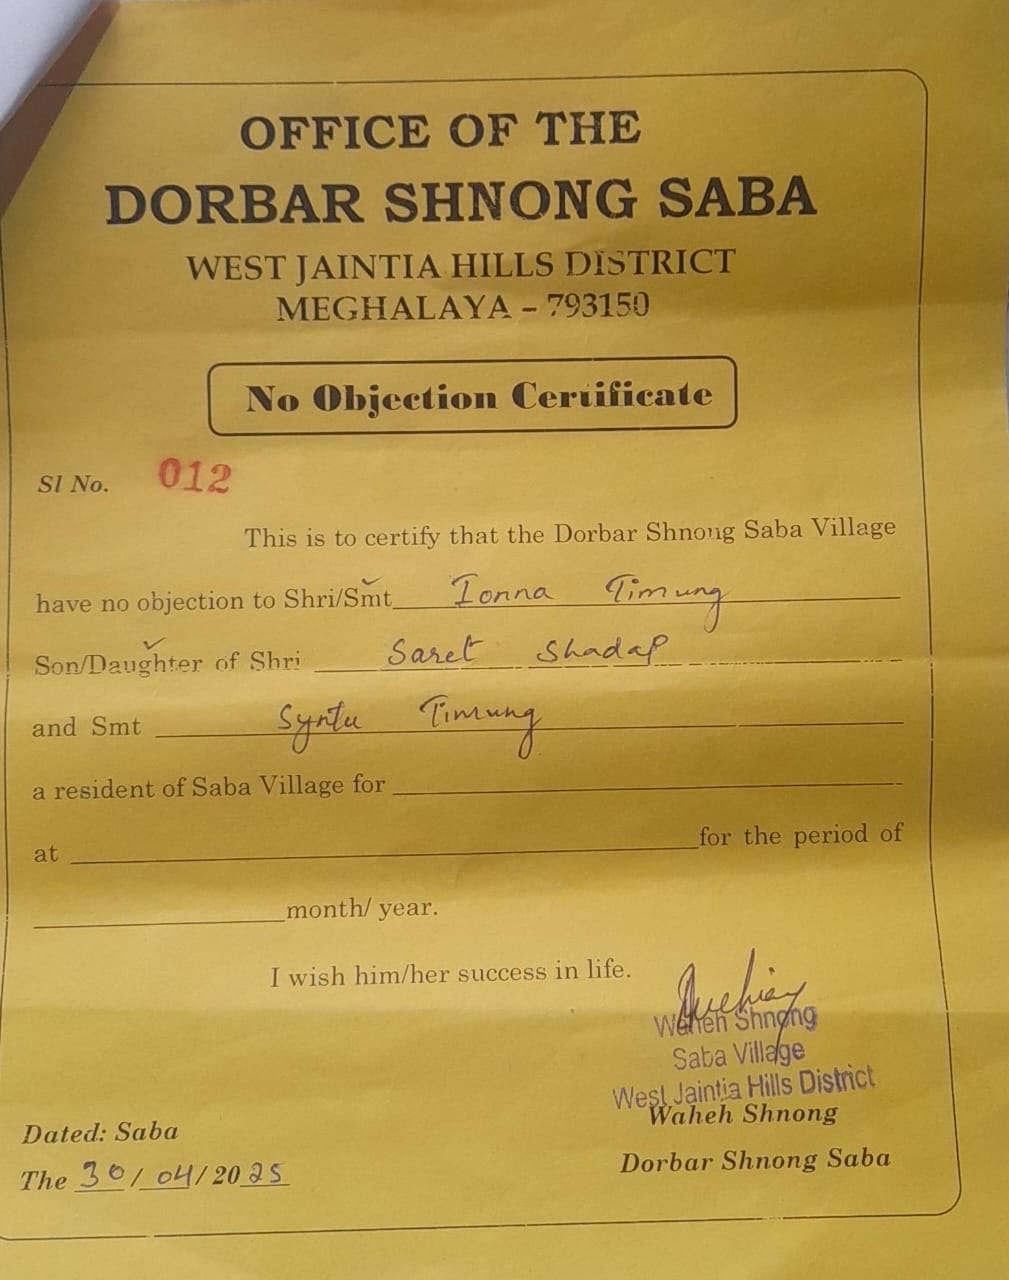 OFFICE OF THE
DORBAR SHNONG SABA
WEST JAINTIA HILLS DISTRICT
MEGHALAYA - 793150
No Objection Certificate
Sl No. 012
This is to certify that the Dorbar Shnong Saba Village
have no objection to Shri/Smt Ionna Timung
Son/Daughter of Shri Saret Shadap
and Smt Syntu Timung
a resident of Saba Village for
at for the period of
month/ year.
I wish him/her success in life.
Waheh Shnong
Saba Village
West Jaintia Hills District
Waheh Shnong
Dorbar Shnong Saba
Dated: Saba
The 30/04/2025